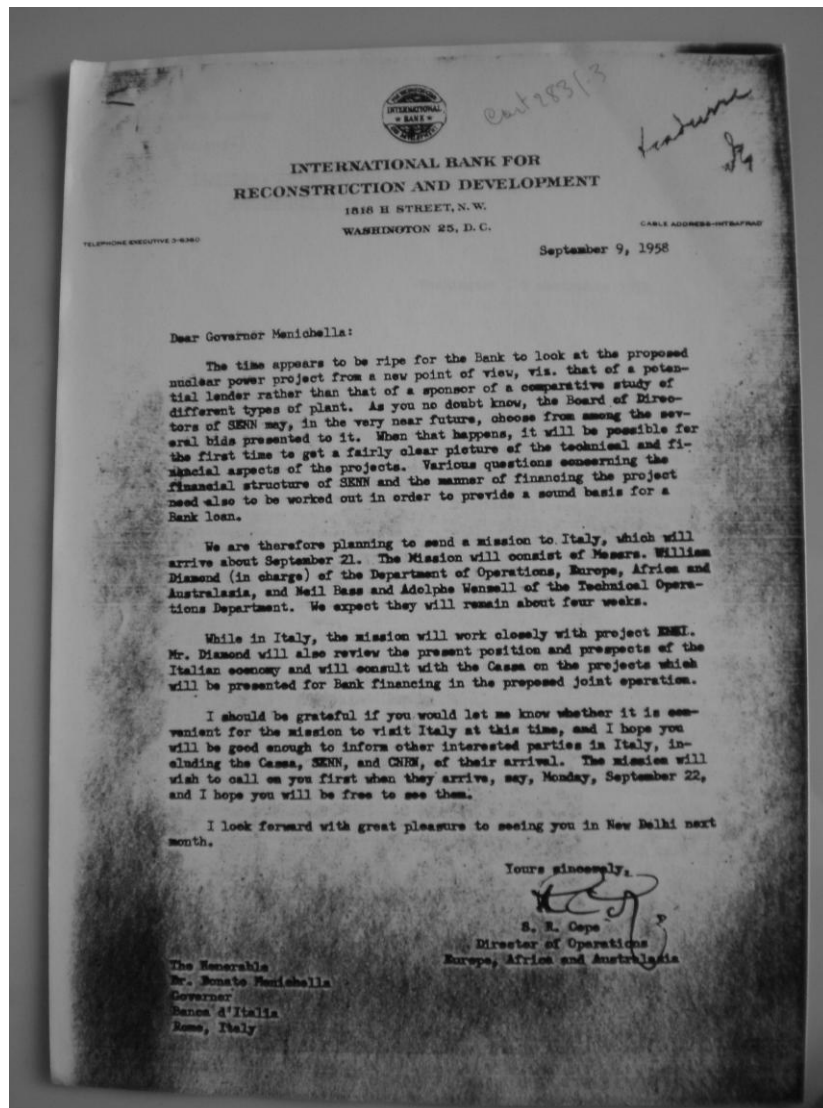 INTERNATIONAL
BANK
Cart 283/3
tradurre
INTERNATIONAL BANK FOR
RECONSTRUCTION AND DEVELOPMENT
1818 H STREET, N.W.
WASHINGTON 25, D. C.
TELEPHONE EXECUTIVE 3-6360
CABLE ADDRESS—INTBAFRAD
September 9, 1958
Dear Governor Menichella:
The time appears to be ripe for the Bank to look at the proposed
nuclear power project from a new point of view, viz. that of a poten-
tial lender rather than that of a sponsor of a comparative study of
different types of plant. As you no doubt know, the Board of Direc-
tors of SENN may, in the very near future, choose from among the sev-
eral bids presented to it. When that happens, it will be possible for
the first time to get a fairly clear picture of the technical and fi-
nancial aspects of the projects. Various questions concerning the
financial structure of SENN and the manner of financing the project
need also to be worked out in order to provide a sound basis for a
Bank loan.
We are therefore planning to send a mission to Italy, which will
arrive about September 21. The Mission will consist of Messrs. William
Diamond (in charge) of the Department of Operations, Europe, Africa and
Australasia, and Neil Bass and Adolphe Wensell of the Technical Opera-
tions Department. We expect they will remain about four weeks.
While in Italy, the mission will work closely with project ENSI.
Mr. Diamond will also review the present position and prospects of the
Italian economy and will consult with the Cassa on the projects which
will be presented for Bank financing in the proposed joint operation.
I should be grateful if you would let me know whether it is con-
venient for the mission to visit Italy at this time, and I hope you
will be good enough to inform other interested parties in Italy, in-
cluding the Cassa, SENN, and CNRN, of their arrival. The mission will
wish to call on you first when they arrive, say, Monday, September 22,
and I hope you will be free to see them.
I look forward with great pleasure to seeing you in New Delhi next
month.
Yours sincerely,
S. R. Cope
Director of Operations
Europe, Africa and Australasia
The Honorable
Dr. Donato Menichella
Governor
Banca d'Italia
Rome, Italy